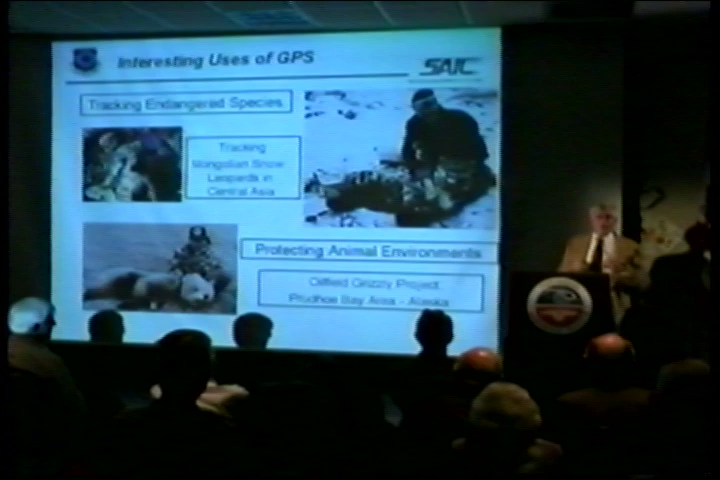 Interesting Uses of GPS
SAIC
Tracking Endangered Species
Tracking
Mongolian Snow
Leopards in
Central Asia
Protecting Animal Environments
Oilfield Grizzly Project
Prudhoe Bay Area - Alaska